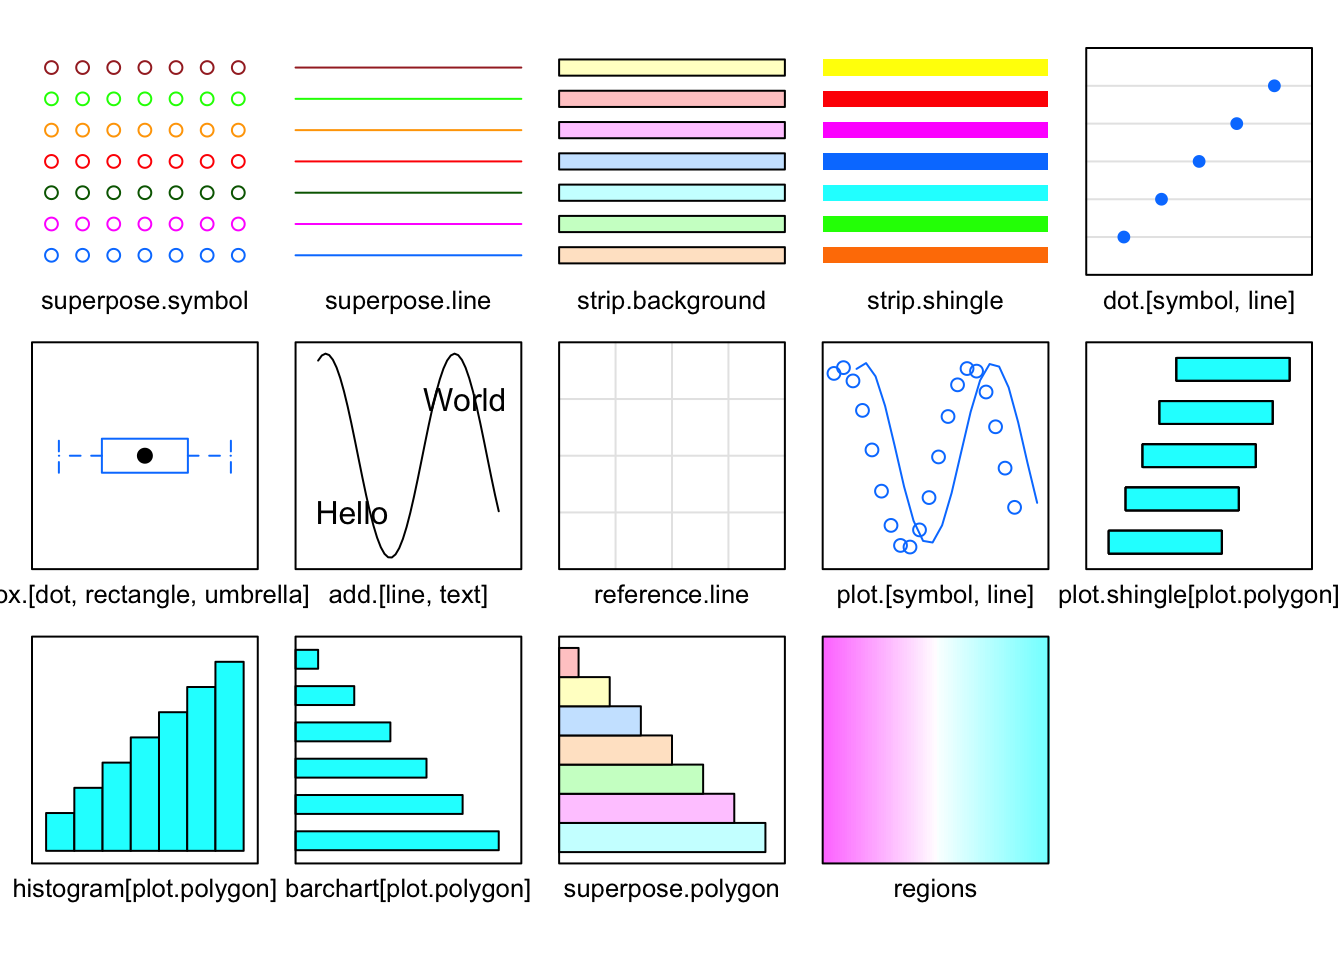 superpose.symbol
superpose.line
strip.background
strip.shingle
dot.[symbol, line]
World
Hello
ox.[dot, rectangle, umbrella]
add.[line, text]
reference.line
plot.[symbol, line]
plot.shingle[plot.polygon]
histogram[plot.polygon]
barchart[plot.polygon]
superpose.polygon
regions